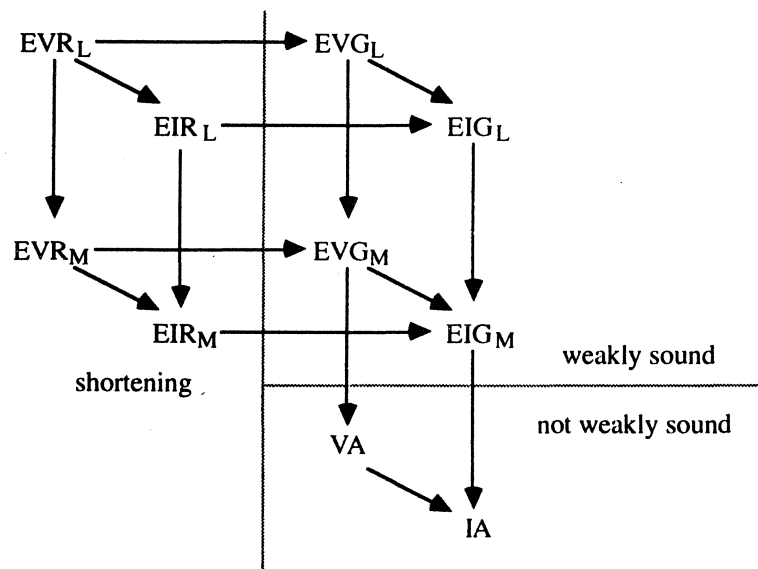 EVRL EVGL
EIRL EIGL
EVRM EVGM
EIRM EIGM
weakly sound
shortening
not weakly sound
VA
IA